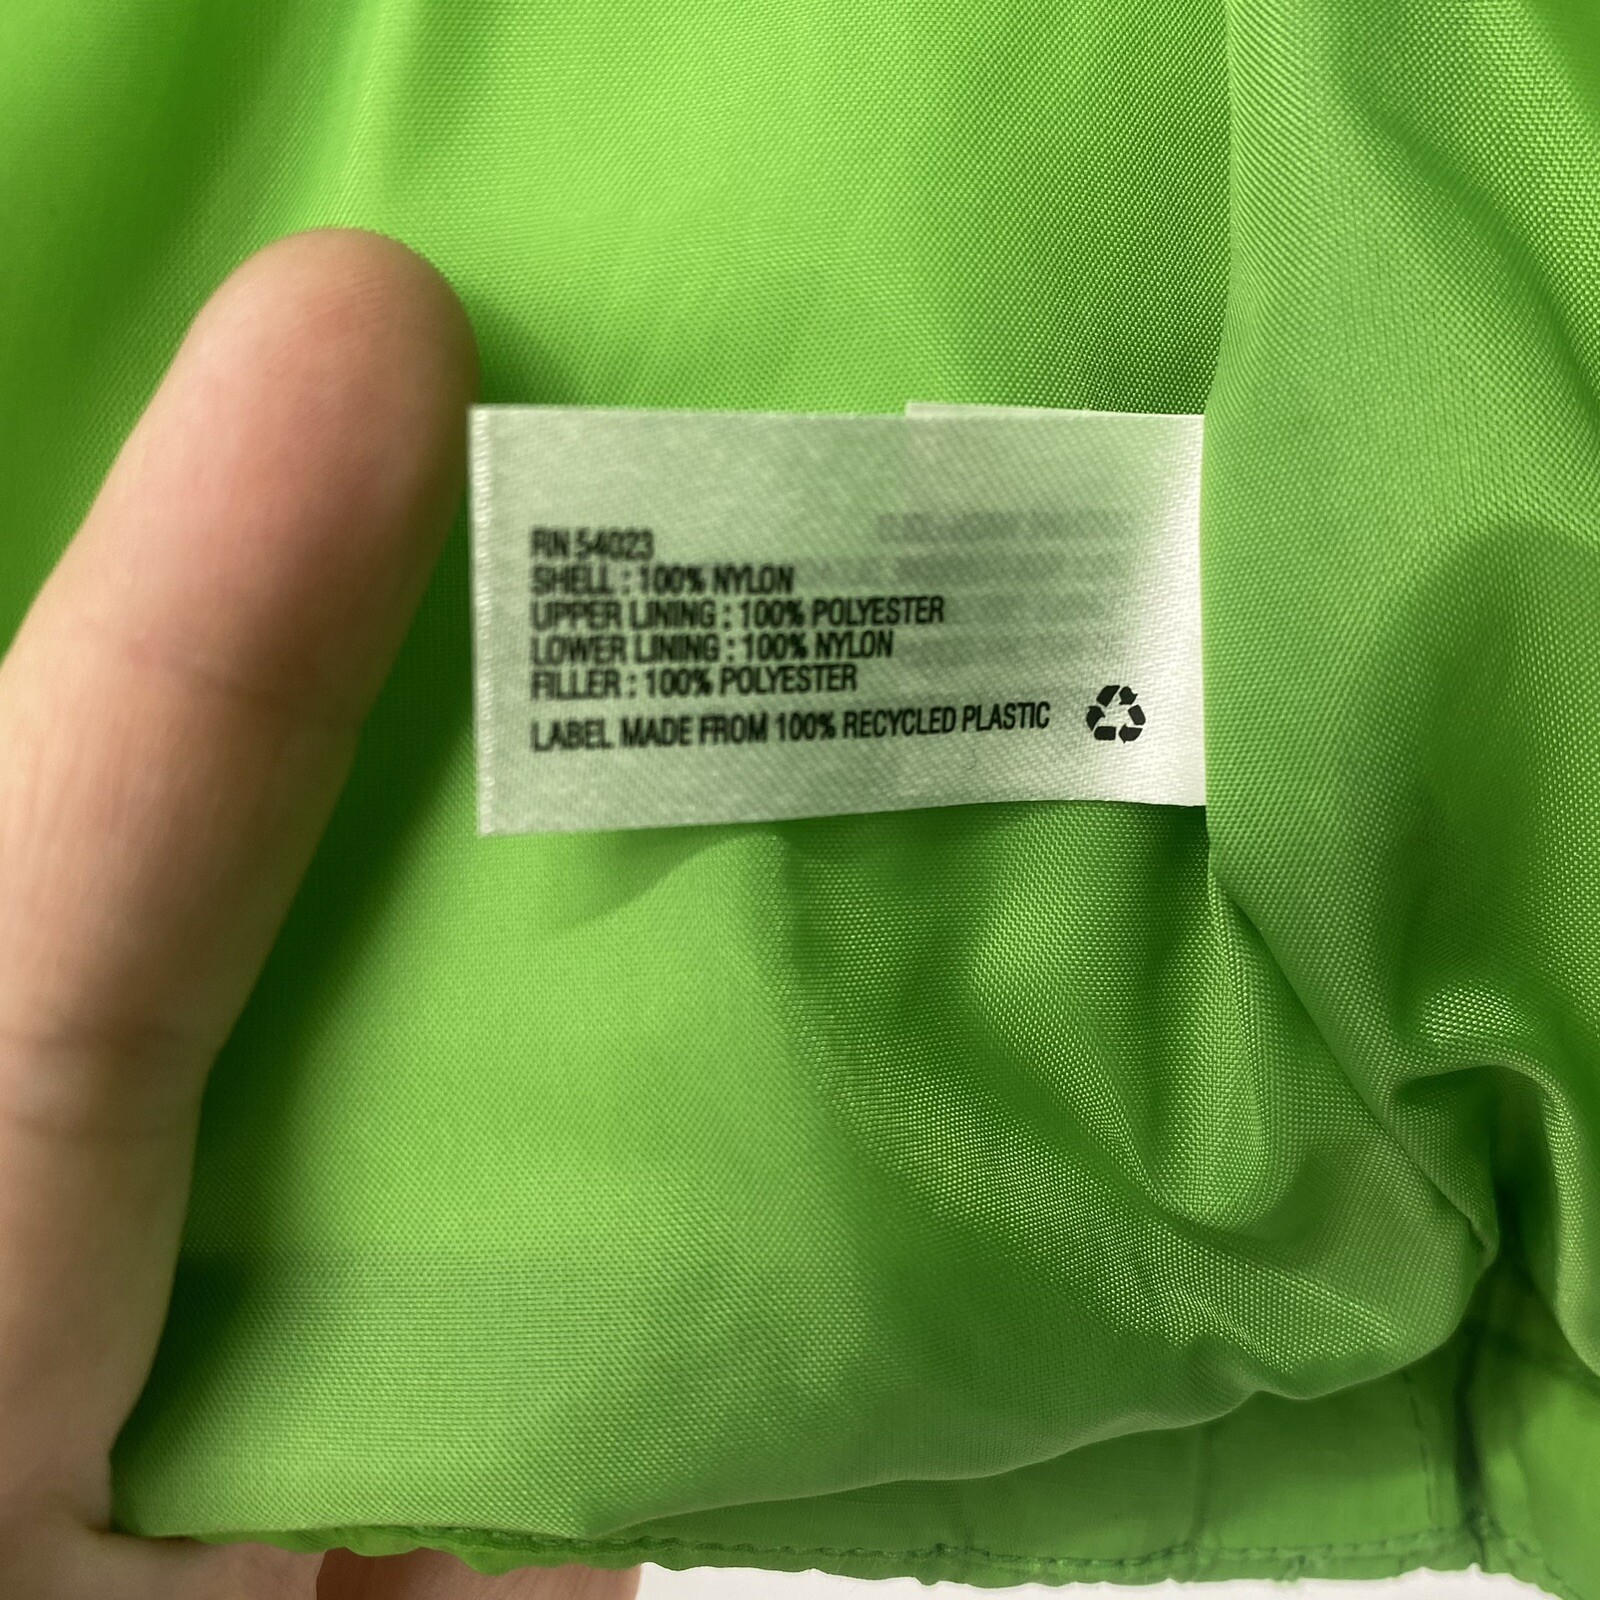 RN 54023
SHELL : 100% NYLON
UPPER LINING : 100% POLYESTER
LOWER LINING : 100% NYLON
FILLER : 100% POLYESTER
LABEL MADE FROM 100% RECYCLED PLASTIC